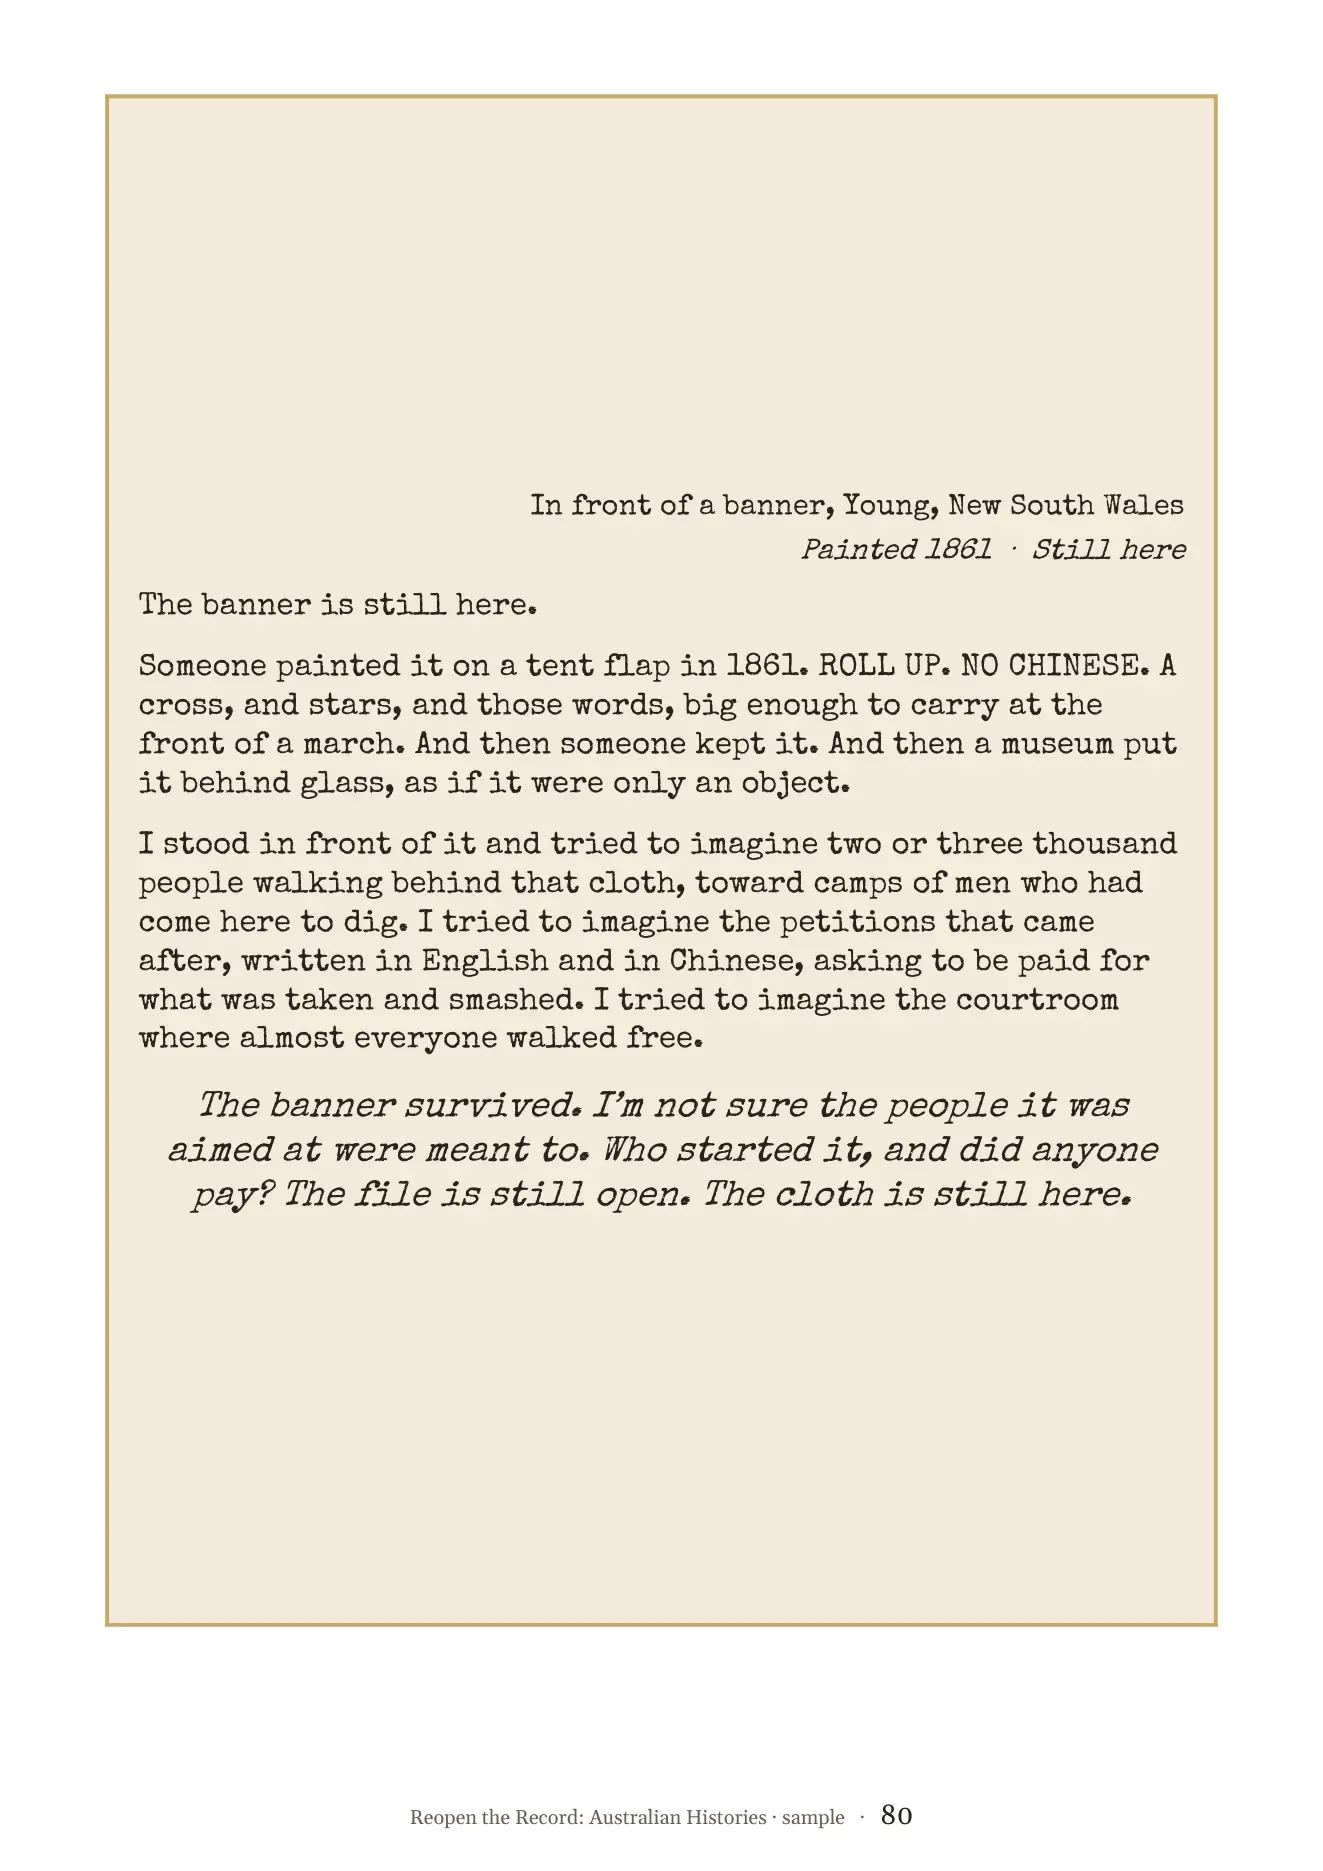 In front of a banner, Young, New South Wales
Painted 1861 · Still here
The banner is still here.
Someone painted it on a tent flap in 1861. ROLL UP. NO CHINESE. A
cross, and stars, and those words, big enough to carry at the
front of a march. And then someone kept it. And then a museum put
it behind glass, as if it were only an object.
I stood in front of it and tried to imagine two or three thousand
people walking behind that cloth, toward camps of men who had
come here to dig. I tried to imagine the petitions that came
after, written in English and in Chinese, asking to be paid for
what was taken and smashed. I tried to imagine the courtroom
where almost everyone walked free.
The banner survived. I’m not sure the people it was
aimed at were meant to. Who started it, and did anyone
pay? The file is still open. The cloth is still here.
Reopen the Record: Australian Histories · sample · 80